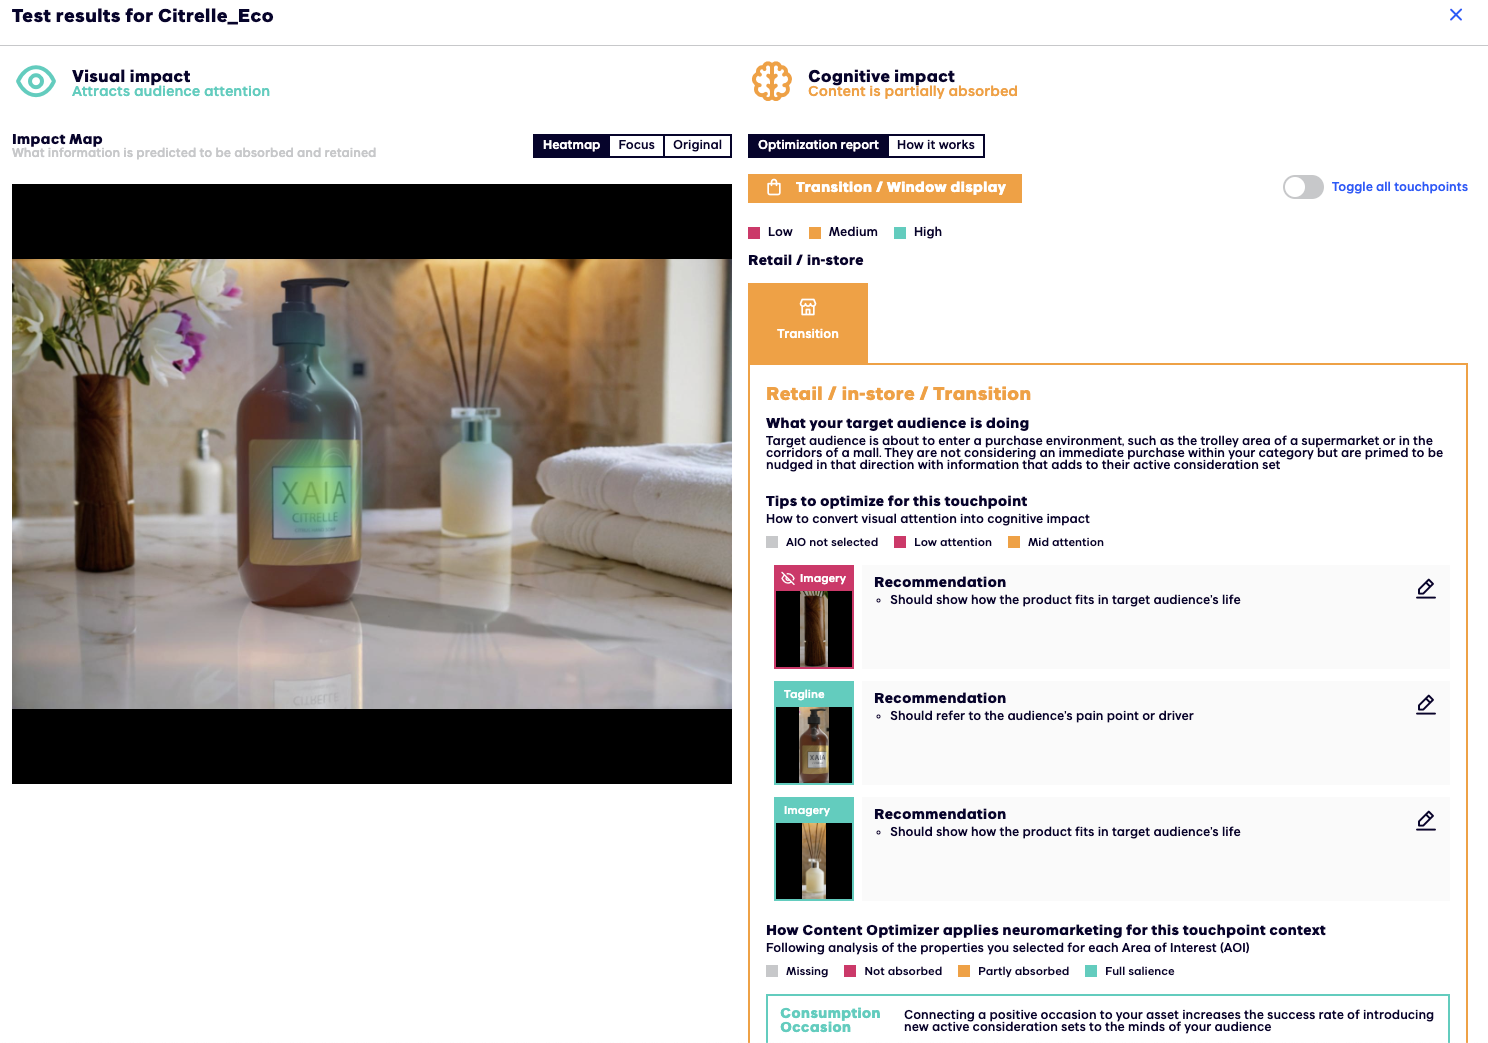 Test results for Citrelle_Eco
Visual impact
Attracts audience attention
Cognitive impact
Content is partially absorbed
Impact Map
What information is predicted to be absorbed and retained
Heatmap Focus Original
Optimization report How it works
Transition / Window display
Toggle all touchpoints
Low Medium High
Retail / in-store
Transition
XAIA
CITRELLE
Retail / in-store / Transition
What your target audience is doing
Target audience is about to enter a purchase environment, such as the trolley area of a supermarket or in the
corridors of a mall. They are not considering an immediate purchase within your category but are primed to be
nudged in that direction with information that adds to their active consideration set
Tips to optimize for this touchpoint
How to convert visual attention into cognitive impact
AIO not selected Low attention Mid attention
Imagery
Recommendation
Should show how the product fits in target audience's life
Tagline
XAIA
Recommendation
Should refer to the audience's pain point or driver
Imagery
Recommendation
Should show how the product fits in target audience's life
How Content Optimizer applies neuromarketing for this touchpoint context
Following analysis of the properties you selected for each Area of Interest (AOI)
Missing Not absorbed Partly absorbed Full salience
Consumption
Occasion
Connecting a positive occasion to your asset increases the success rate of introducing
new active consideration sets to the minds of your audience